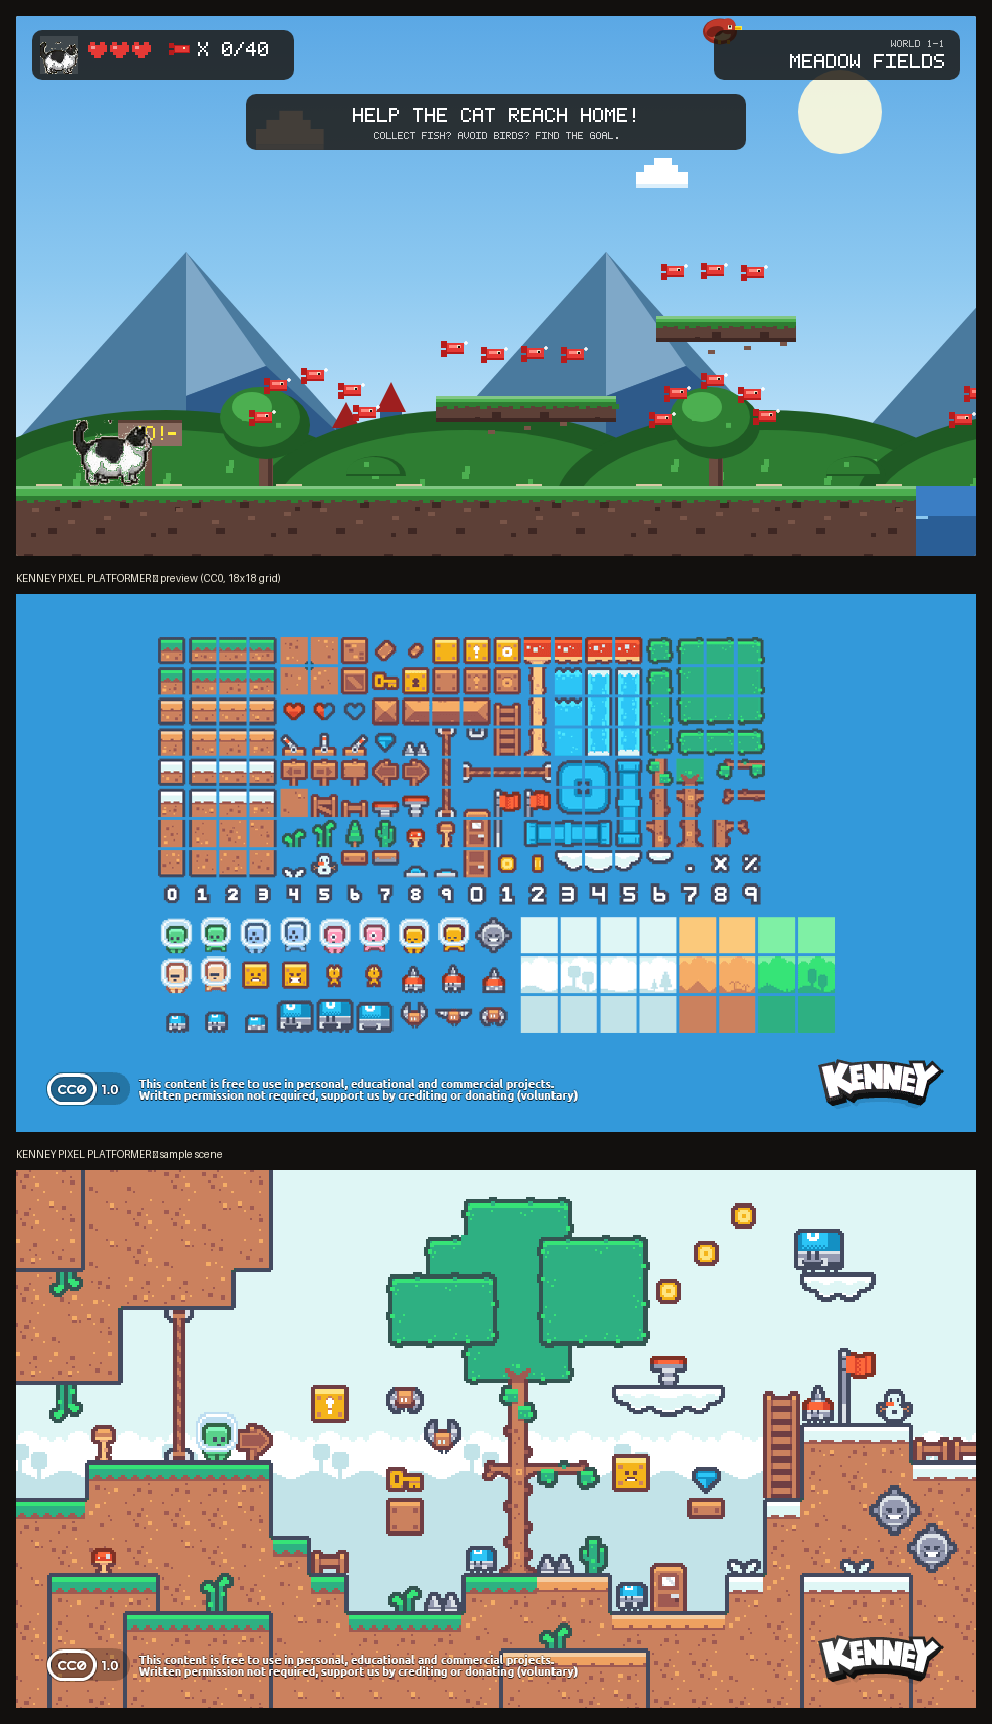 X 0/40
WORLD 1-1
MEADOW FIELDS
HELP THE CAT REACH HOME!
COLLECT FISH? AVOID BIRDS? FIND THE GOAL.
KENNEY PIXEL PLATFORMER preview (CC0, 18x18 grid)
0 1 2 3 4 5 6 7 8 9 0 1 2 3 4 5 6 7 8 9
CC0 1.0
This content is free to use in personal, educational and commercial projects.
Written permission not required, support us by crediting or donating (voluntary)
KENNEY
KENNEY PIXEL PLATFORMER sample scene
CC0 1.0
This content is free to use in personal, educational and commercial projects.
Written permission not required, support us by crediting or donating (voluntary)
KENNEY